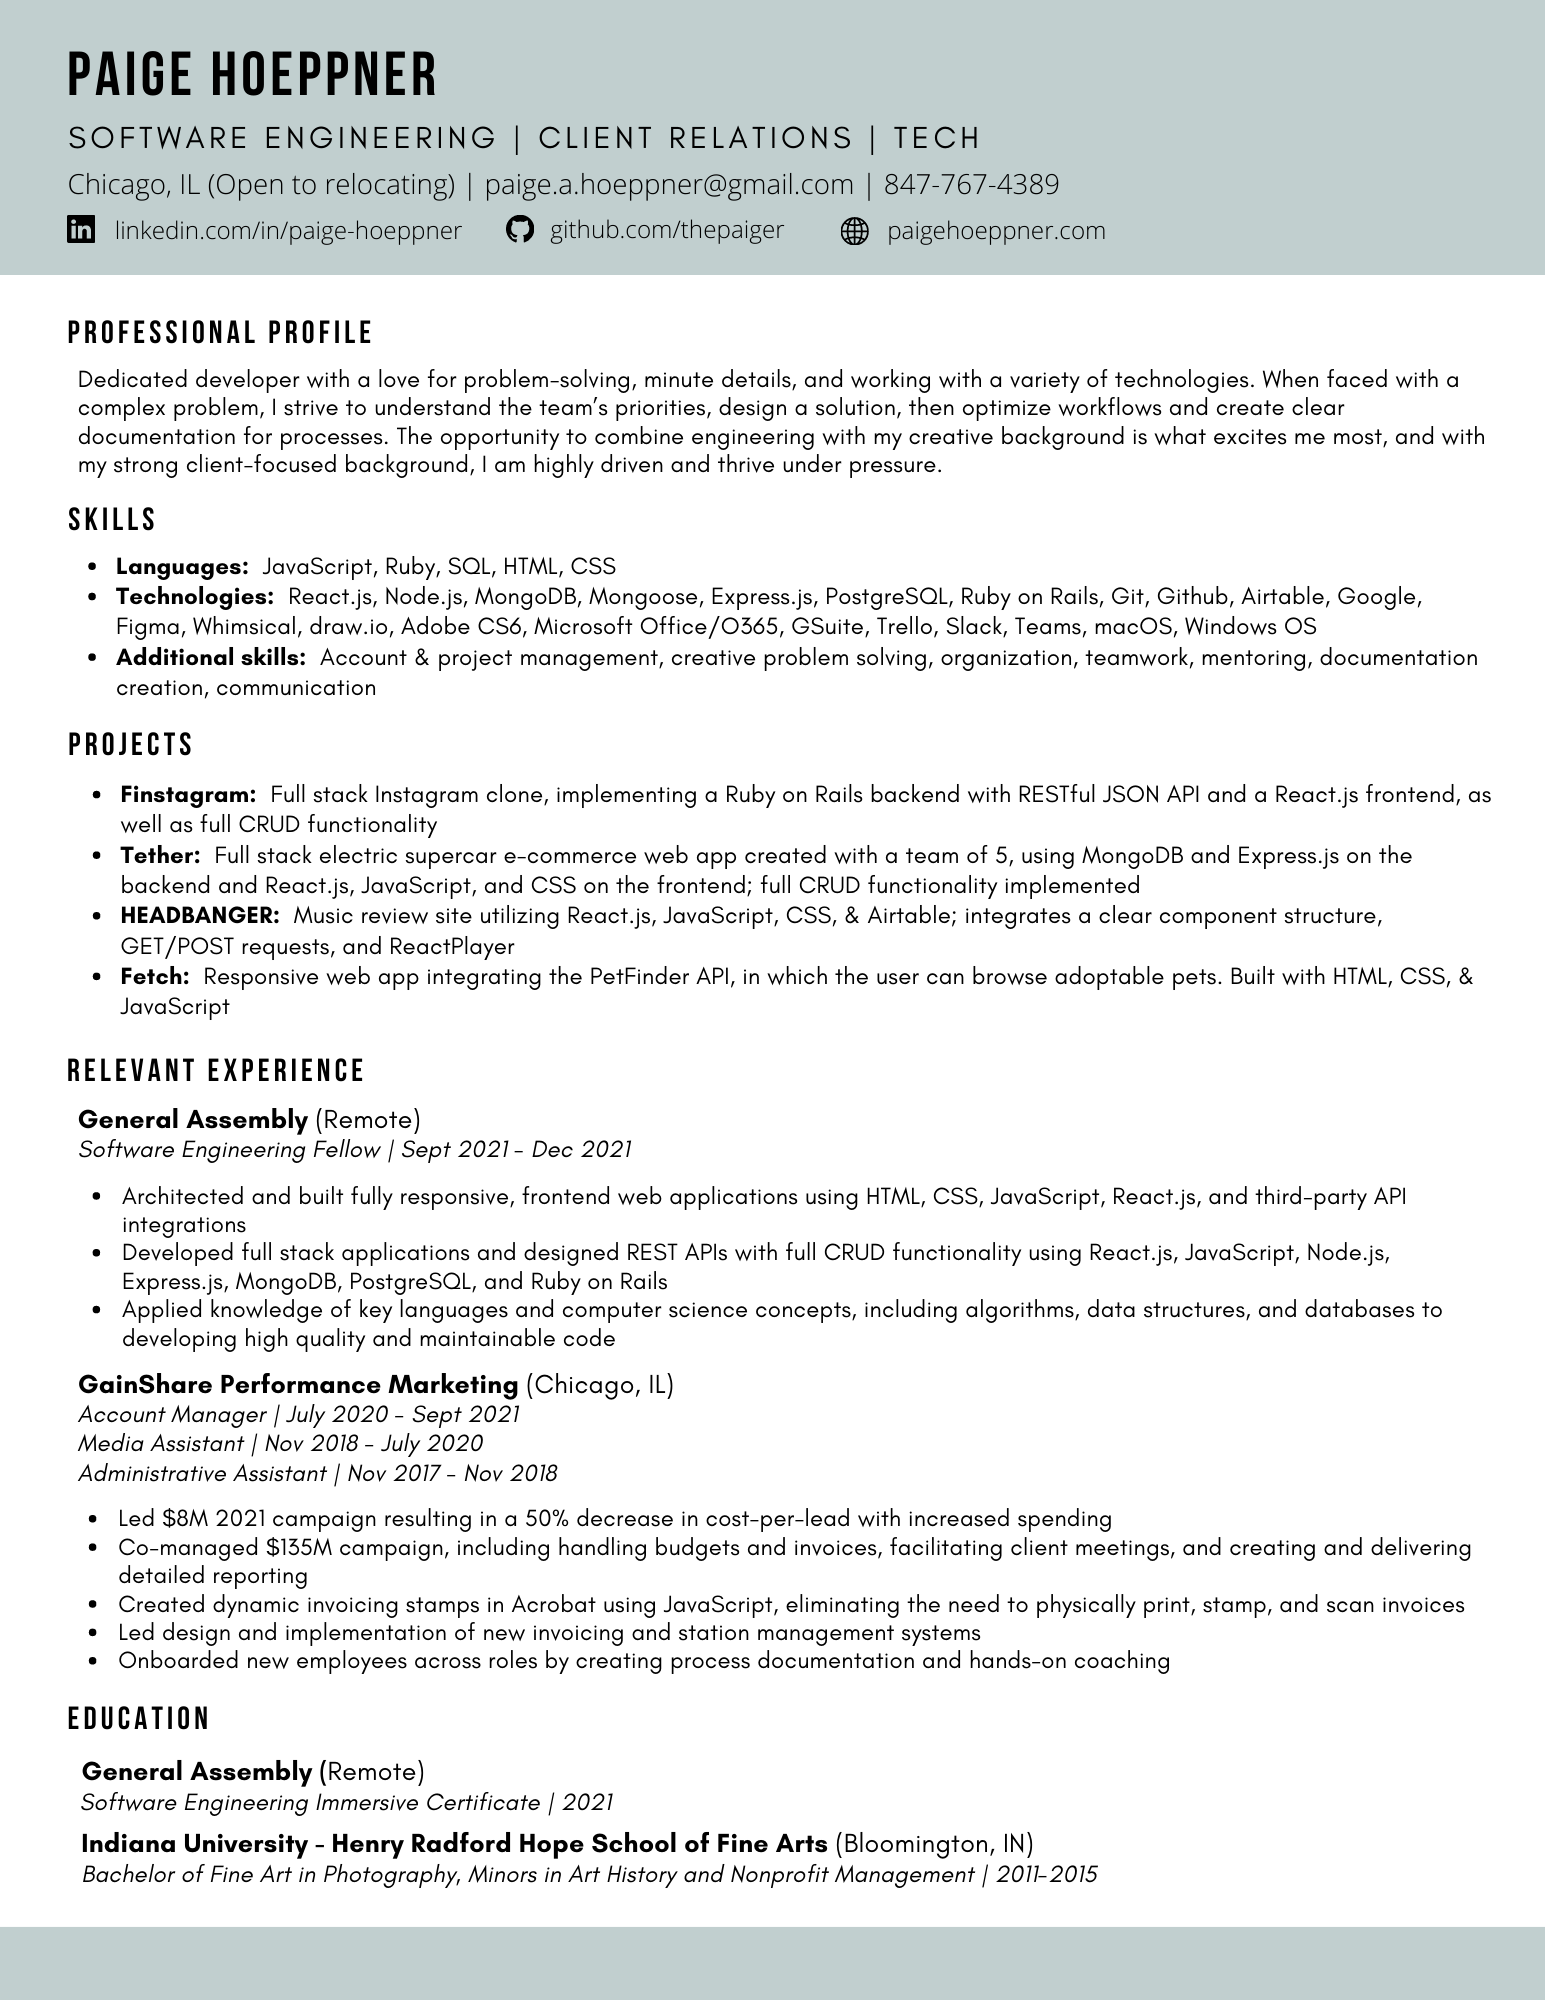 PAIGE HOEPPNER
SOFTWARE ENGINEERING | CLIENT RELATIONS | TECH
Chicago, IL (Open to relocating) | paige.a.hoeppner@gmail.com | 847-767-4389
in linkedin.com/in/paige-hoeppner github.com/thepaiger paigehoeppner.com
PROFESSIONAL PROFILE
Dedicated developer with a love for problem-solving, minute details, and working with a variety of technologies. When faced with a
complex problem, I strive to understand the team's priorities, design a solution, then optimize workflows and create clear
documentation for processes. The opportunity to combine engineering with my creative background is what excites me most, and with
my strong client-focused background, I am highly driven and thrive under pressure.
SKILLS
• Languages: JavaScript, Ruby, SQL, HTML, CSS
• Technologies: React.js, Node.js, MongoDB, Mongoose, Express.js, PostgreSQL, Ruby on Rails, Git, Github, Airtable, Google,
Figma, Whimsical, draw.io, Adobe CS6, Microsoft Office/O365, GSuite, Trello, Slack, Teams, macOS, Windows OS
• Additional skills: Account & project management, creative problem solving, organization, teamwork, mentoring, documentation
creation, communication
PROJECTS
• Finstagram: Full stack Instagram clone, implementing a Ruby on Rails backend with RESTful JSON API and a React.js frontend, as
well as full CRUD functionality
• Tether: Full stack electric supercar e-commerce web app created with a team of 5, using MongoDB and Express.js on the
backend and React.js, JavaScript, and CSS on the frontend; full CRUD functionality implemented
• HEADBANGER: Music review site utilizing React.js, JavaScript, CSS, & Airtable; integrates a clear component structure,
GET/POST requests, and ReactPlayer
• Fetch: Responsive web app integrating the PetFinder API, in which the user can browse adoptable pets. Built with HTML, CSS, &
JavaScript
RELEVANT EXPERIENCE
General Assembly (Remote)
Software Engineering Fellow | Sept 2021 - Dec 2021
• Architected and built fully responsive, frontend web applications using HTML, CSS, JavaScript, React.js, and third-party API
integrations
• Developed full stack applications and designed REST APIs with full CRUD functionality using React.js, JavaScript, Node.js,
Express.js, MongoDB, PostgreSQL, and Ruby on Rails
• Applied knowledge of key languages and computer science concepts, including algorithms, data structures, and databases to
developing high quality and maintainable code
GainShare Performance Marketing (Chicago, IL)
Account Manager | July 2020 - Sept 2021
Media Assistant | Nov 2018 - July 2020
Administrative Assistant | Nov 2017 - Nov 2018
• Led $8M 2021 campaign resulting in a 50% decrease in cost-per-lead with increased spending
• Co-managed $135M campaign, including handling budgets and invoices, facilitating client meetings, and creating and delivering
detailed reporting
• Created dynamic invoicing stamps in Acrobat using JavaScript, eliminating the need to physically print, stamp, and scan invoices
• Led design and implementation of new invoicing and station management systems
• Onboarded new employees across roles by creating process documentation and hands-on coaching
EDUCATION
General Assembly (Remote)
Software Engineering Immersive Certificate | 2021
Indiana University - Henry Radford Hope School of Fine Arts (Bloomington, IN)
Bachelor of Fine Art in Photography, Minors in Art History and Nonprofit Management | 2011-2015